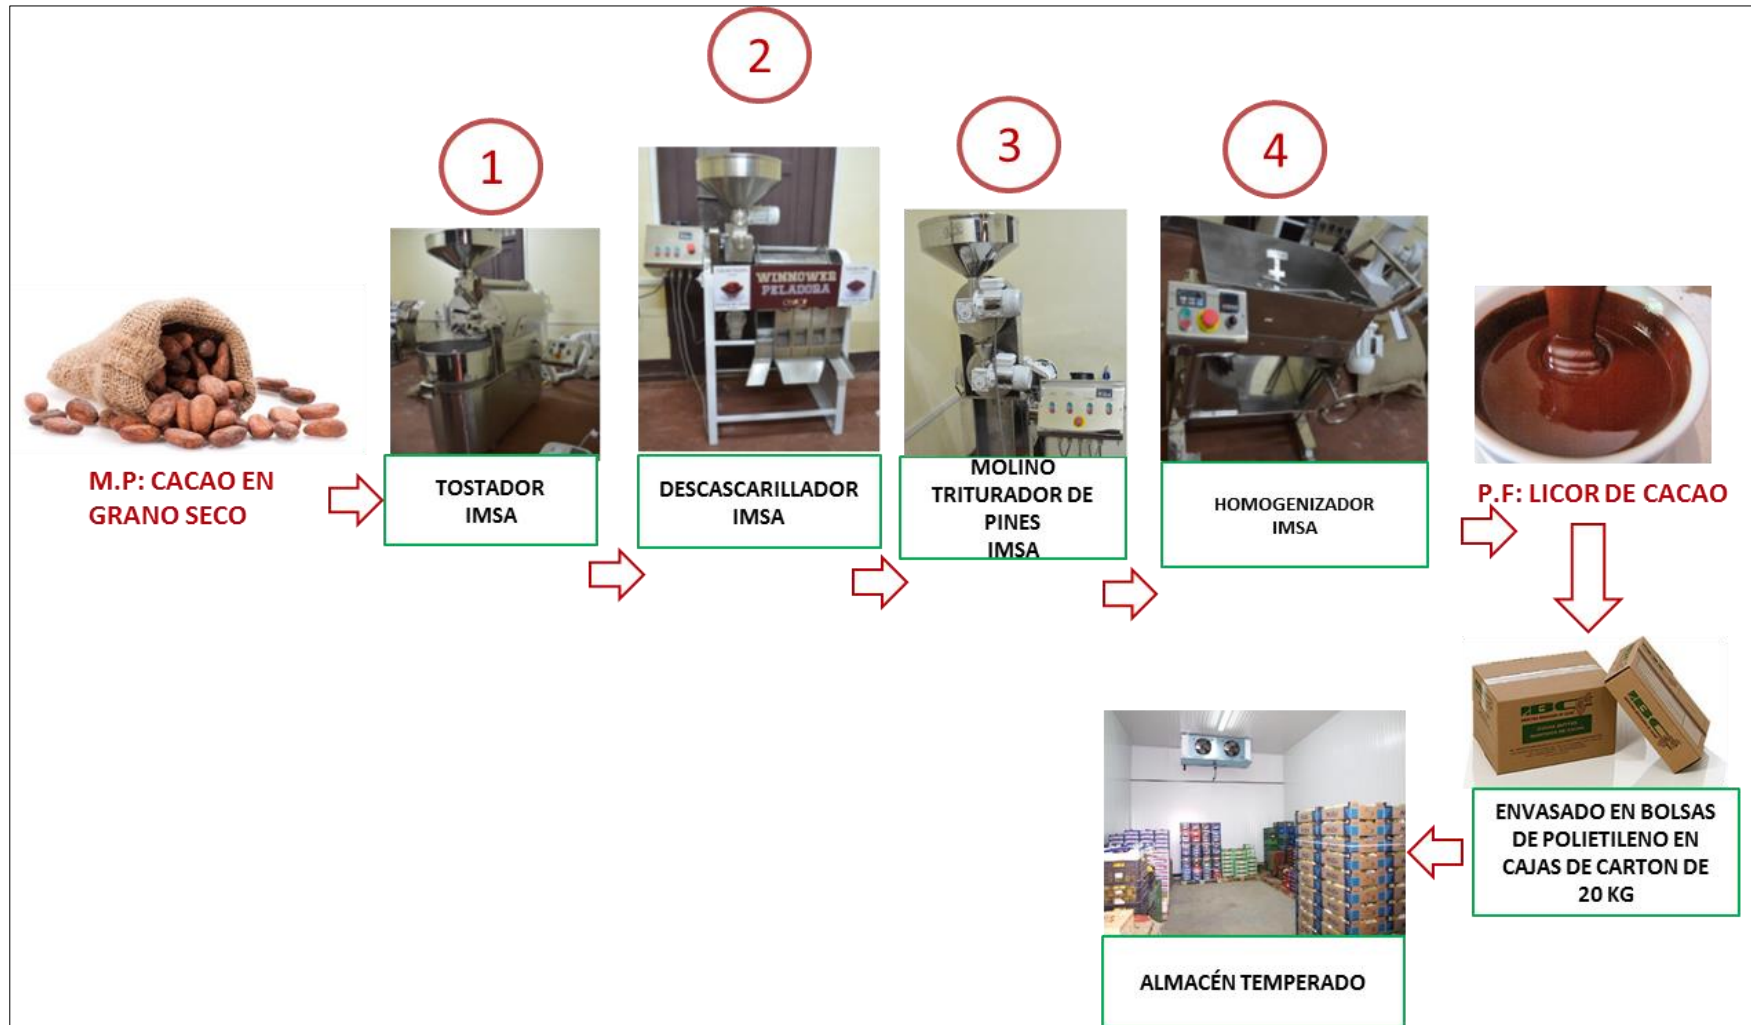 2
1
3
4
WINNOWER
PELADORA
M.P: CACAO EN
GRANO SECO
TOSTADOR
IMSA
DESCASCARILLADOR
IMSA
MOLINO
TRITURADOR DE
PINES
IMSA
HOMOGENIZADOR
IMSA
P.F: LICOR DE CACAO
ENVASADO EN BOLSAS
DE POLIETILENO EN
CAJAS DE CARTON DE
20 KG
ALMACÉN TEMPERADO